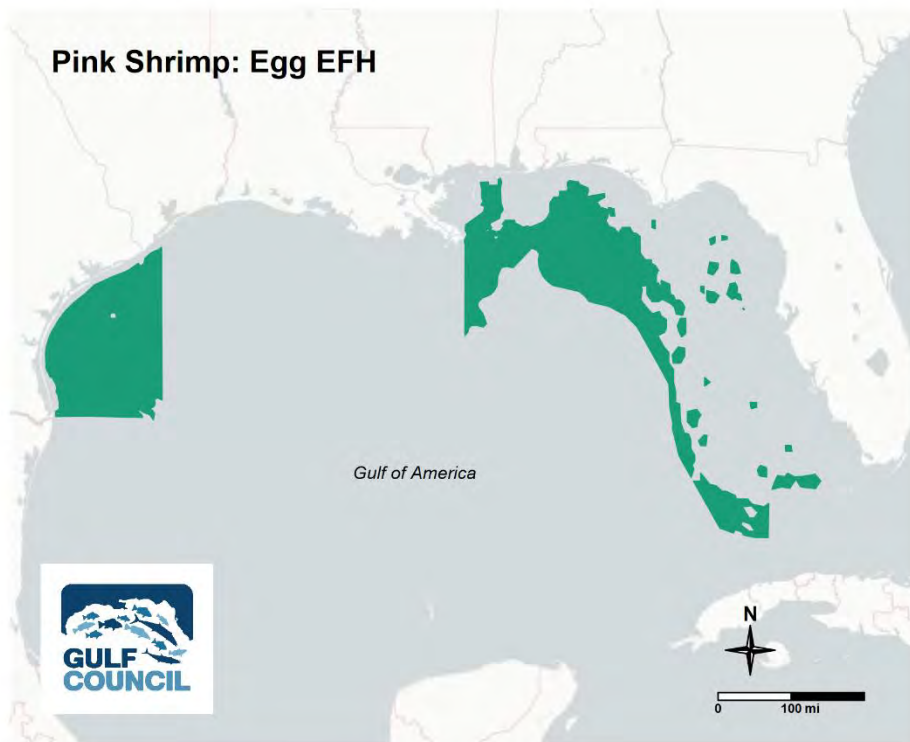 Pink Shrimp: Egg EFH
Gulf of America
GULF
COUNCIL
N
0 100 mi